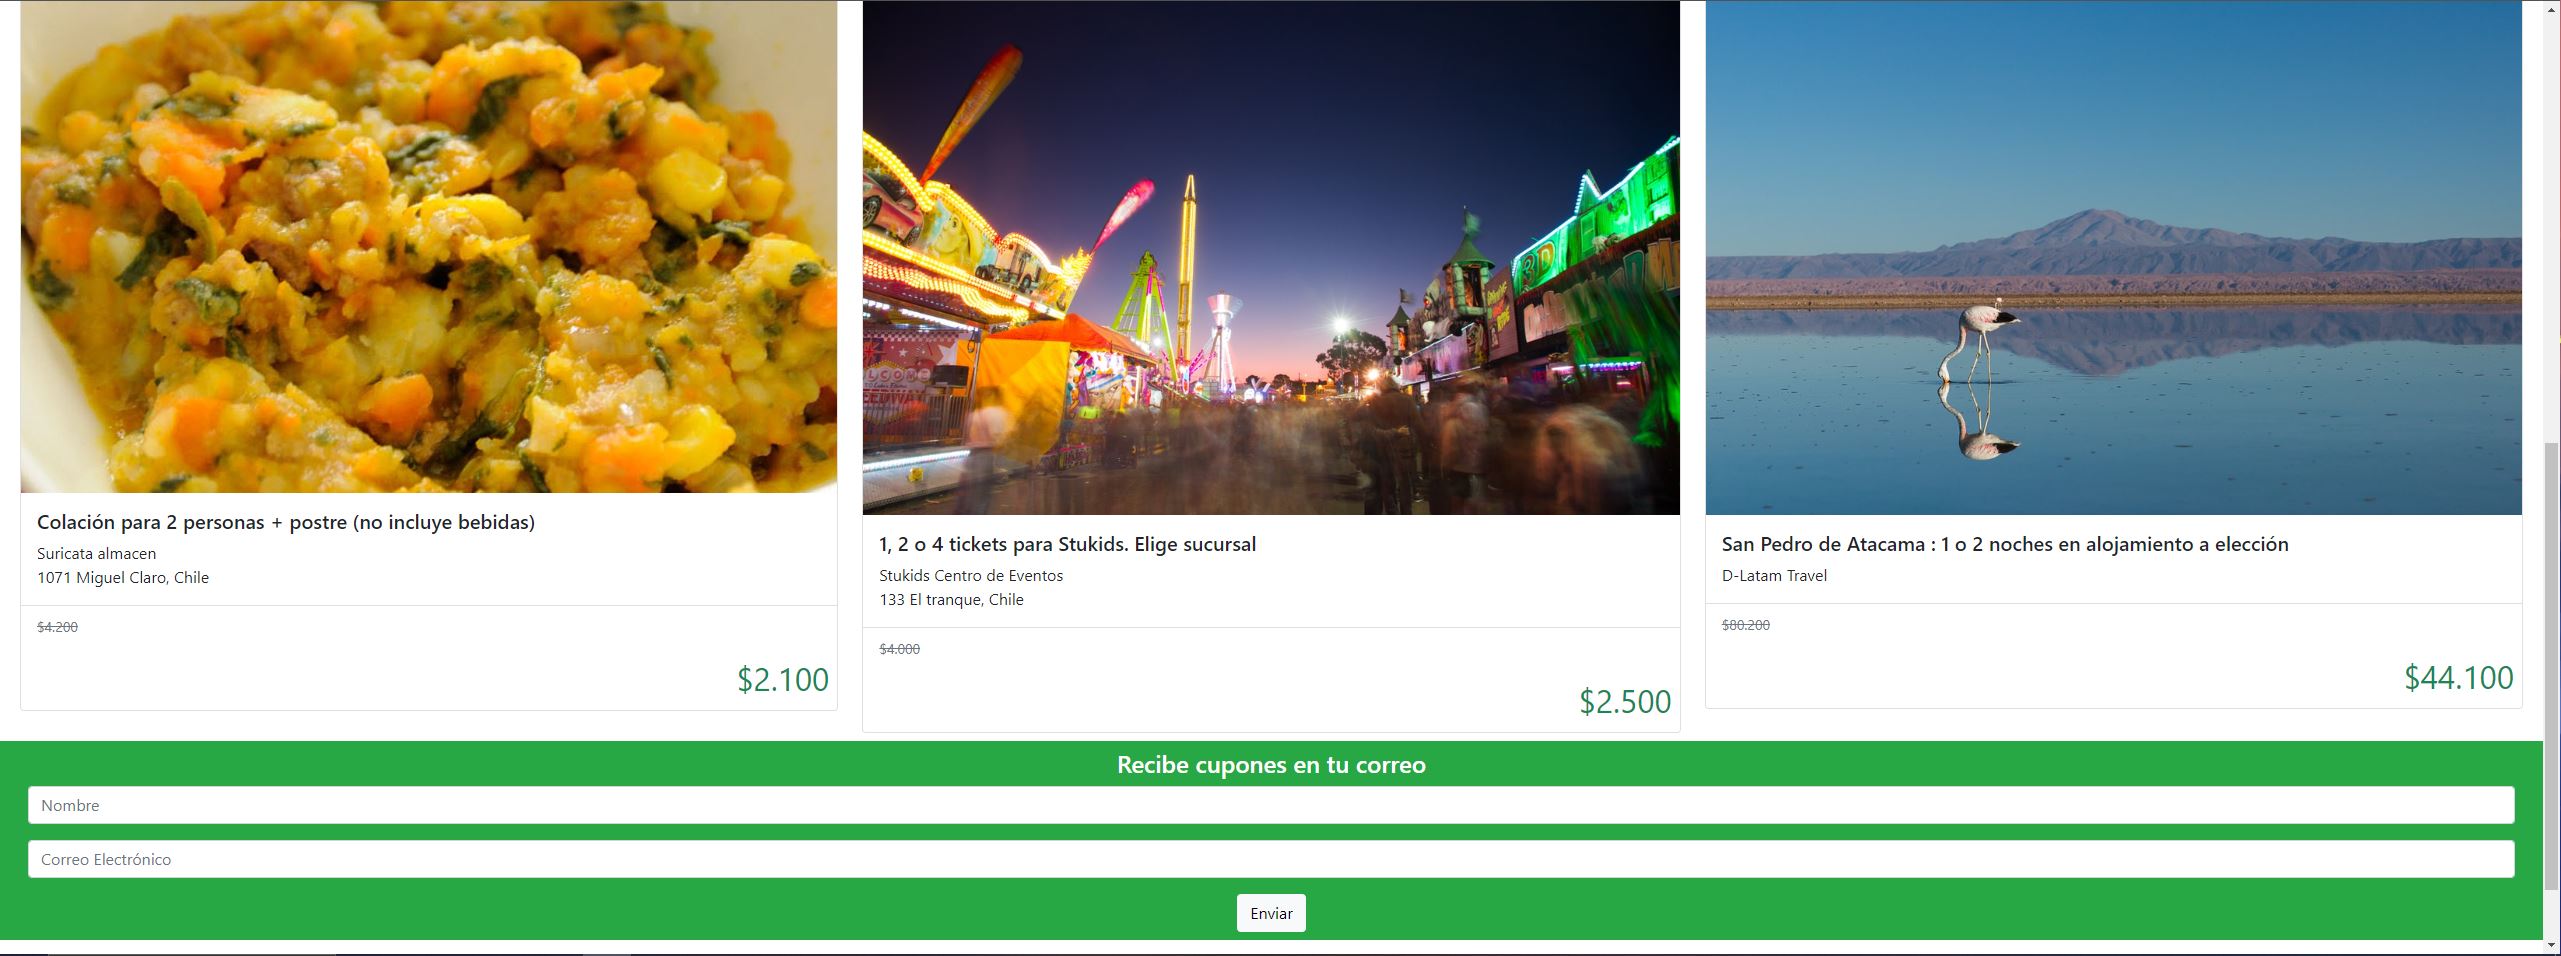 Colación para 2 personas + postre (no incluye bebidas)
Suricata almacen
1071 Miguel Claro, Chile
$4.200
$2.100
3D
1, 2 o 4 tickets para Stukids. Elige sucursal
Stukids Centro de Eventos
133 El tranque, Chile
$4.000
$2.500
San Pedro de Atacama : 1 o 2 noches en alojamiento a elección
D-Latam Travel
$80.200
$44.100
Recibe cupones en tu correo
Nombre
Correo Electrónico
Enviar